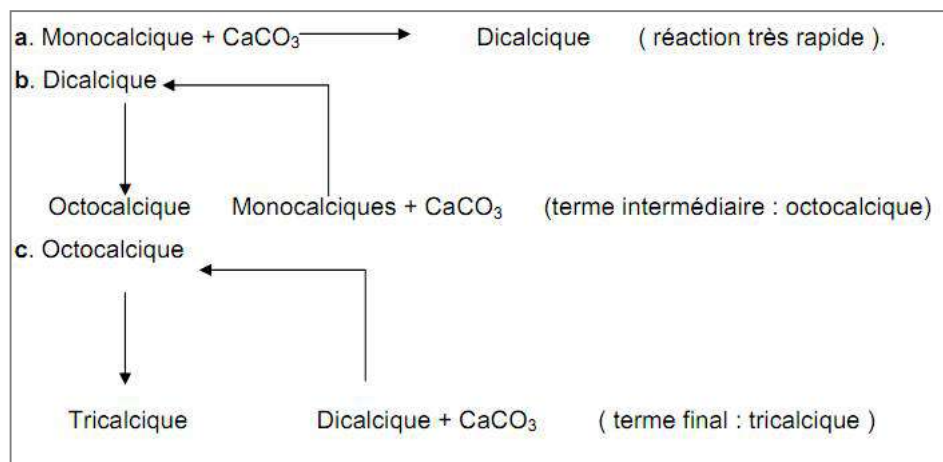 a. Monocalcique + CaCO₃ Dicalcique ( réaction très rapide ).
b. Dicalcique
Octocalcique Monocalciques + CaCO₃ (terme intermédiaire : octocalcique)
c. Octocalcique
Tricalcique Dicalcique + CaCO₃ ( terme final : tricalcique )